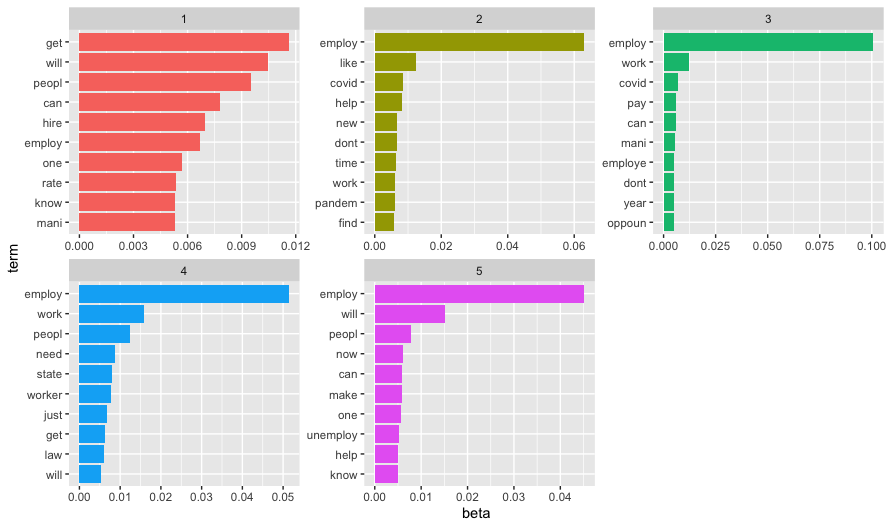 1
get
will
peopl
can
hire
employ
one
rate
know
mani
0.000 0.003 0.006 0.009 0.012
2
employ
like
covid
help
new
dont
time
work
pandem
find
0.00 0.02 0.04 0.06
3
employ
work
covid
pay
can
mani
employe
dont
year
oppoun
0.000 0.025 0.050 0.075 0.100
term
4
employ
work
peopl
need
state
worker
just
get
law
will
0.00 0.01 0.02 0.03 0.04 0.05
5
employ
will
peopl
now
can
make
one
unemploy
help
know
0.00 0.01 0.02 0.03 0.04
beta